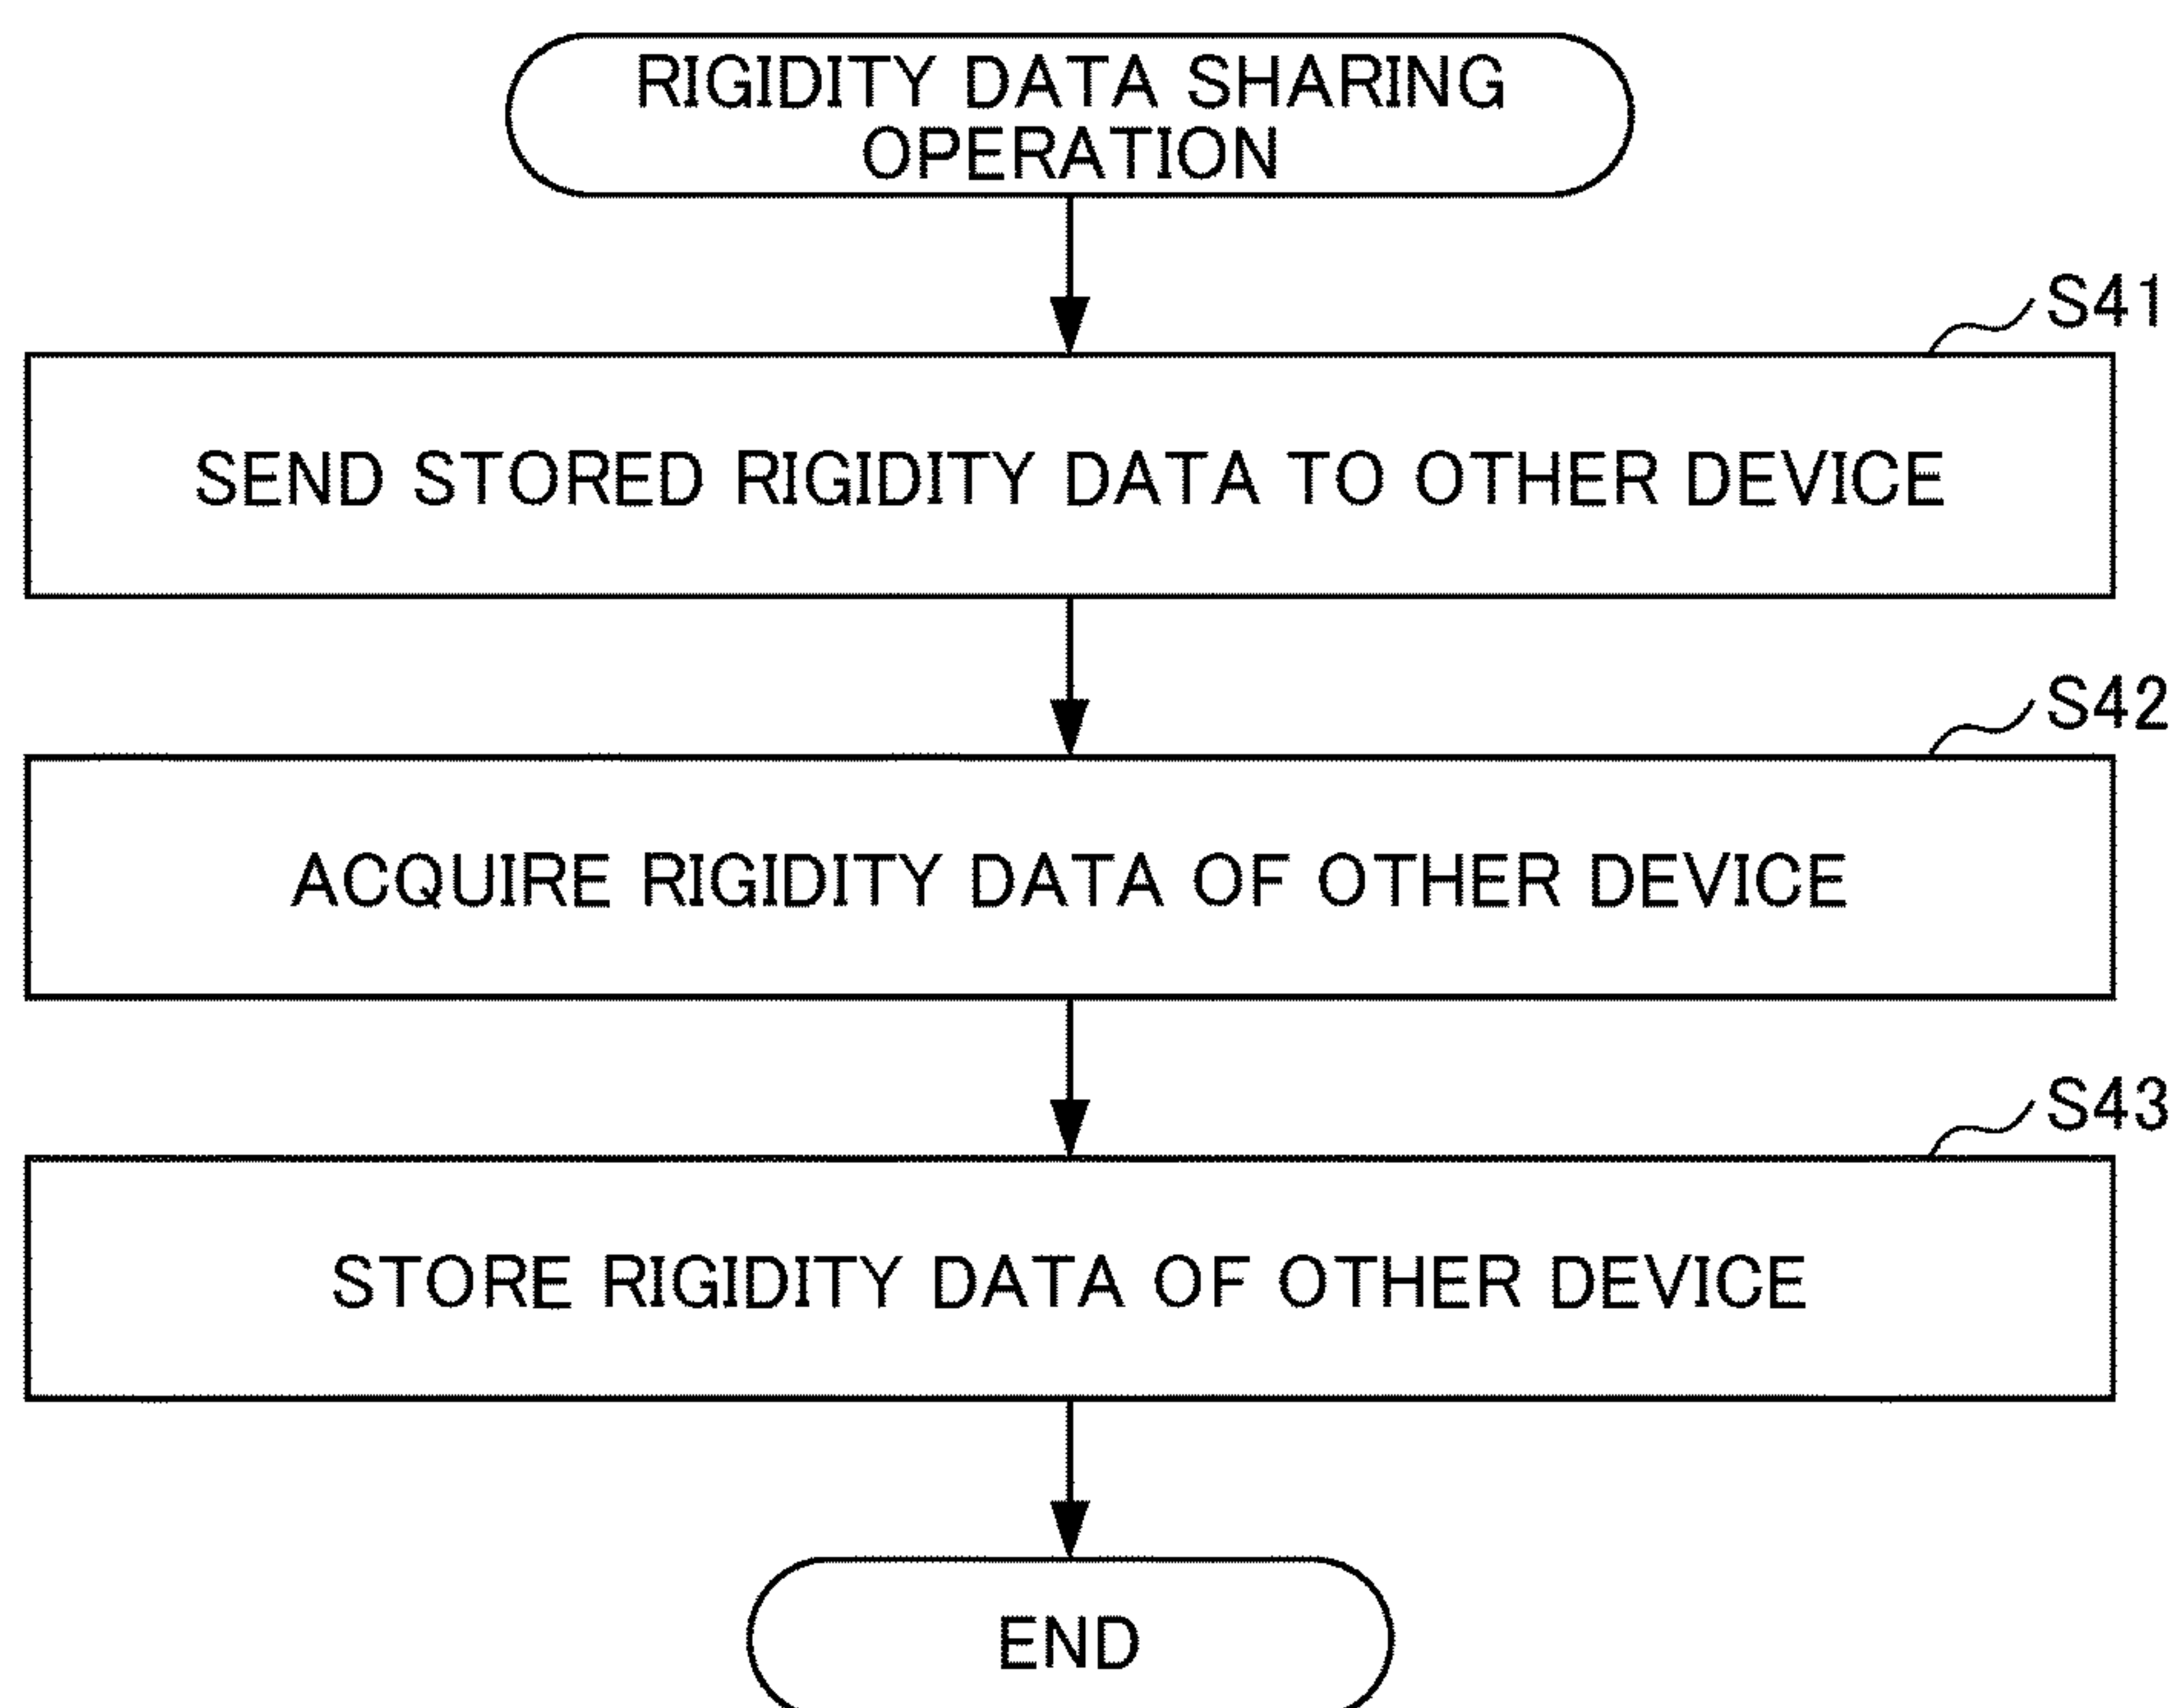 RIGIDITY DATA SHARING
OPERATION
S41
SEND STORED RIGIDITY DATA TO OTHER DEVICE
S42
ACQUIRE RIGIDITY DATA OF OTHER DEVICE
S43
STORE RIGIDITY DATA OF OTHER DEVICE
END